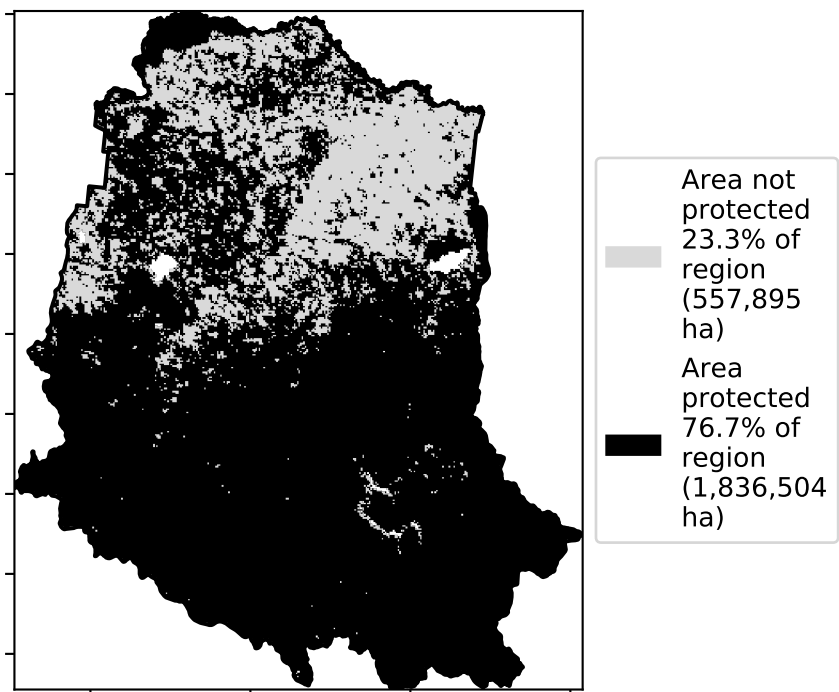 Area not
protected
23.3% of
region
(557,895
ha)
Area
protected
76.7% of
region
(1,836,504
ha)